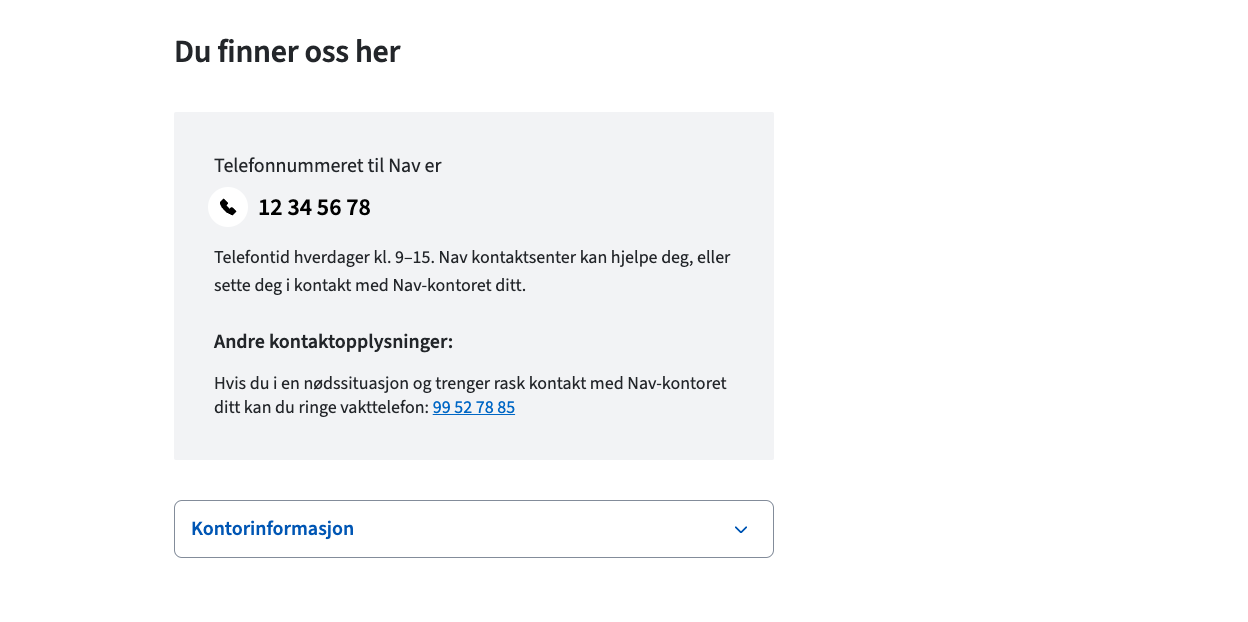 Du finner oss her
Telefonnummeret til Nav er
12 34 56 78
Telefontid hverdager kl. 9–15. Nav kontaktsenter kan hjelpe deg, eller
sette deg i kontakt med Nav-kontoret ditt.
Andre kontaktopplysninger:
Hvis du i en nødssituasjon og trenger rask kontakt med Nav-kontoret
ditt kan du ringe vakttelefon: 99 52 78 85
Kontorinformasjon